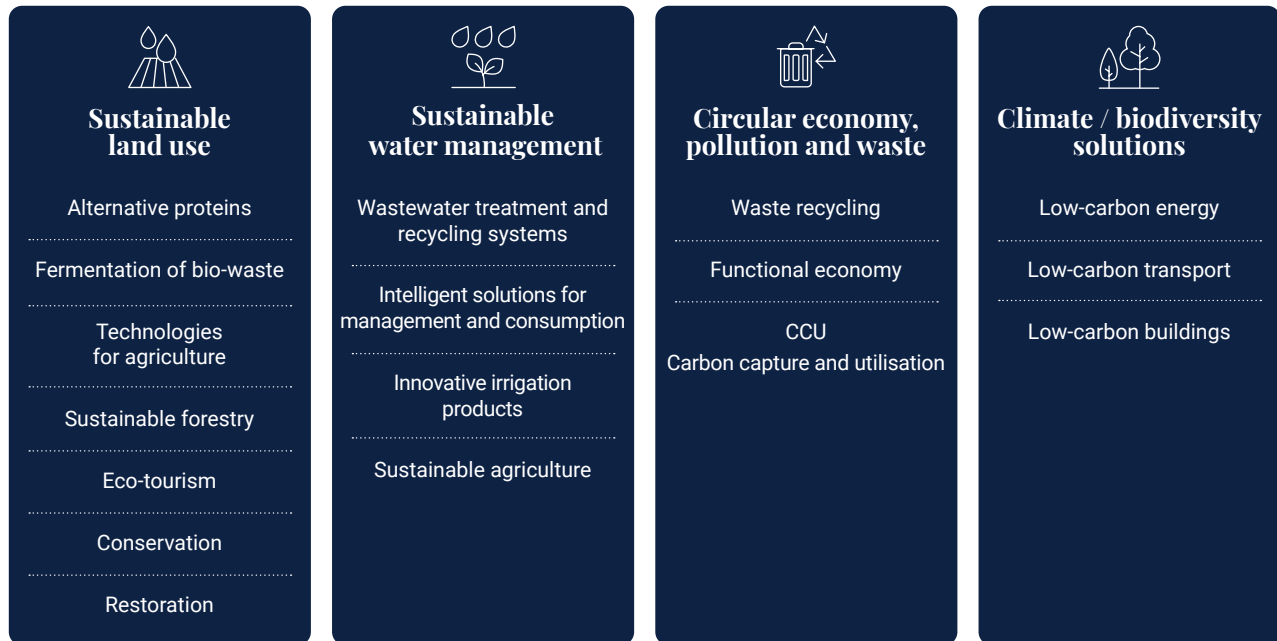 Sustainable
land use
Alternative proteins
Fermentation of bio-waste
Technologies
for agriculture
Sustainable forestry
Eco-tourism
Conservation
Restoration
Sustainable
water management
Wastewater treatment and
recycling systems
Intelligent solutions for
management and consumption
Innovative irrigation
products
Sustainable agriculture
Circular economy,
pollution and waste
Waste recycling
Functional economy
CCU
Carbon capture and utilisation
Climate / biodiversity
solutions
Low-carbon energy
Low-carbon transport
Low-carbon buildings